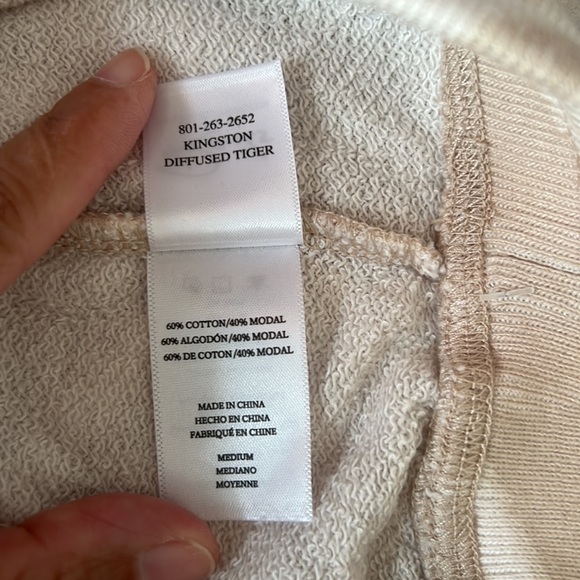 801-263-2652
KINGSTON
DIFFUSED TIGER
60% COTTON/40% MODAL
60% ALGODÓN/40% MODAL
60% DE COTON/40% MODAL
MADE IN CHINA
HECHO EN CHINA
FABRIQUÉ EN CHINE
MEDIUM
MEDIANO
MOYENNE